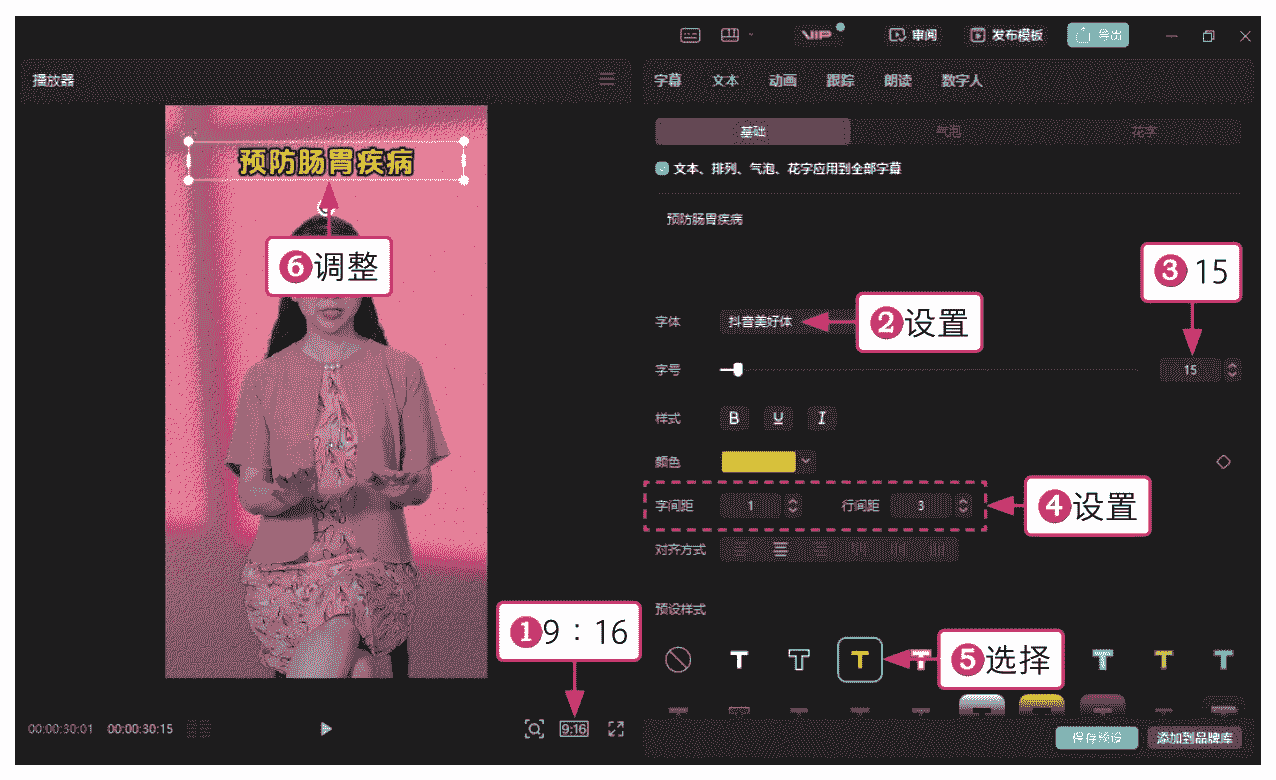 VIP 审阅 发布模板 导出
播放器
字幕 文本 动画 跟踪 朗读 数字人
基础 气泡 花字
文本、排列、气泡、花字应用到全部字幕
预防肠胃疾病
预防肠胃疾病
❻调整
❸15
字体 抖音美好体
❷设置
字号 15
样式 B U I
颜色
字间距 1 行间距 3
❹设置
对齐方式
预设样式
❶9：16
T T T T T T T
❺选择
00:00:30:01 00:00:30:15
9:16
保存预设 添加到品牌库